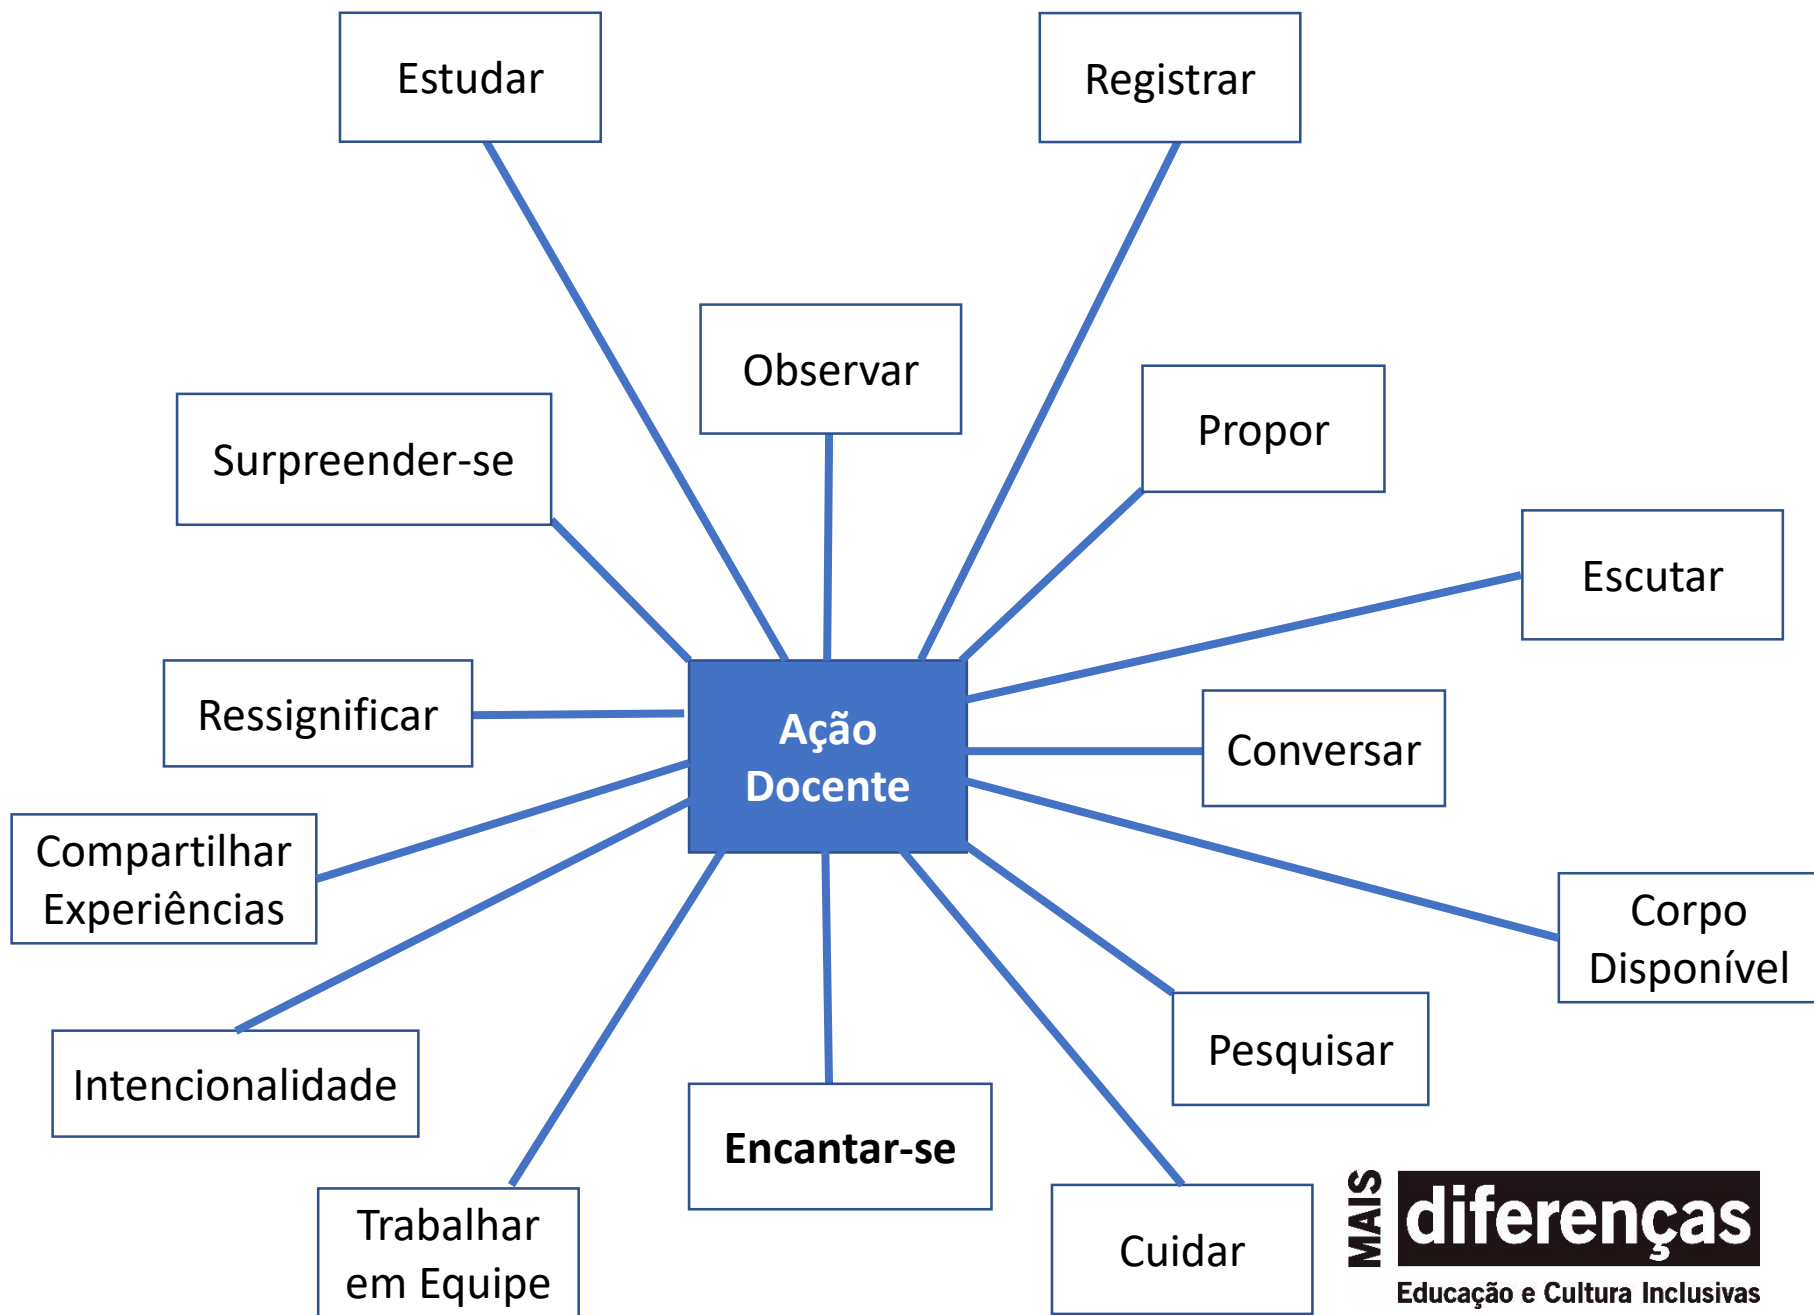 Estudar
Registrar
Observar
Surpreender-se
Propor
Escutar
Ressignificar
Ação
Docente
Conversar
Compartilhar
Experiências
Corpo
Disponível
Intencionalidade
Pesquisar
Encantar-se
Trabalhar
em Equipe
Cuidar
MAIS
diferenças
Educação e Cultura Inclusivas